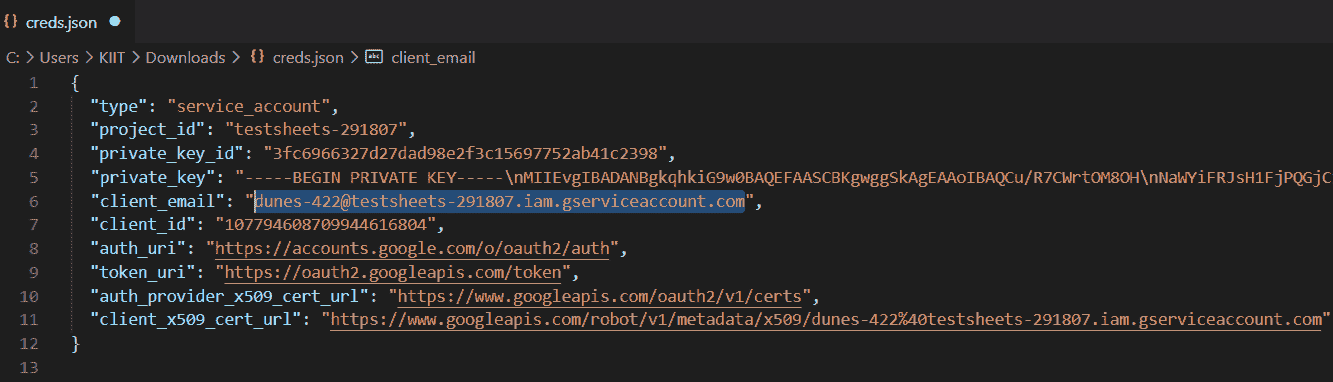 {} creds.json ●
C: > Users > KIIT > Downloads > {} creds.json > abc client_email
1 {
2 "type": "service_account",
3 "project_id": "testsheets-291807",
4 "private_key_id": "3fc6966327d27dad98e2f3c15697752ab41c2398",
5 "private_key": "-----BEGIN PRIVATE KEY-----\nMIIEvgIBADANBgkqhkiG9w0BAQEFAASCBKgwggSkAgEAAoIBAQCu/R7CWrtOM8OH\nNaWYiFRJsH1FjPQGjC
6 "client_email": "dunes-422@testsheets-291807.iam.gserviceaccount.com",
7 "client_id": "107794608709944616804",
8 "auth_uri": "https://accounts.google.com/o/oauth2/auth",
9 "token_uri": "https://oauth2.googleapis.com/token",
10 "auth_provider_x509_cert_url": "https://www.googleapis.com/oauth2/v1/certs",
11 "client_x509_cert_url": "https://www.googleapis.com/robot/v1/metadata/x509/dunes-422%40testsheets-291807.iam.gserviceaccount.com"
12 }
13